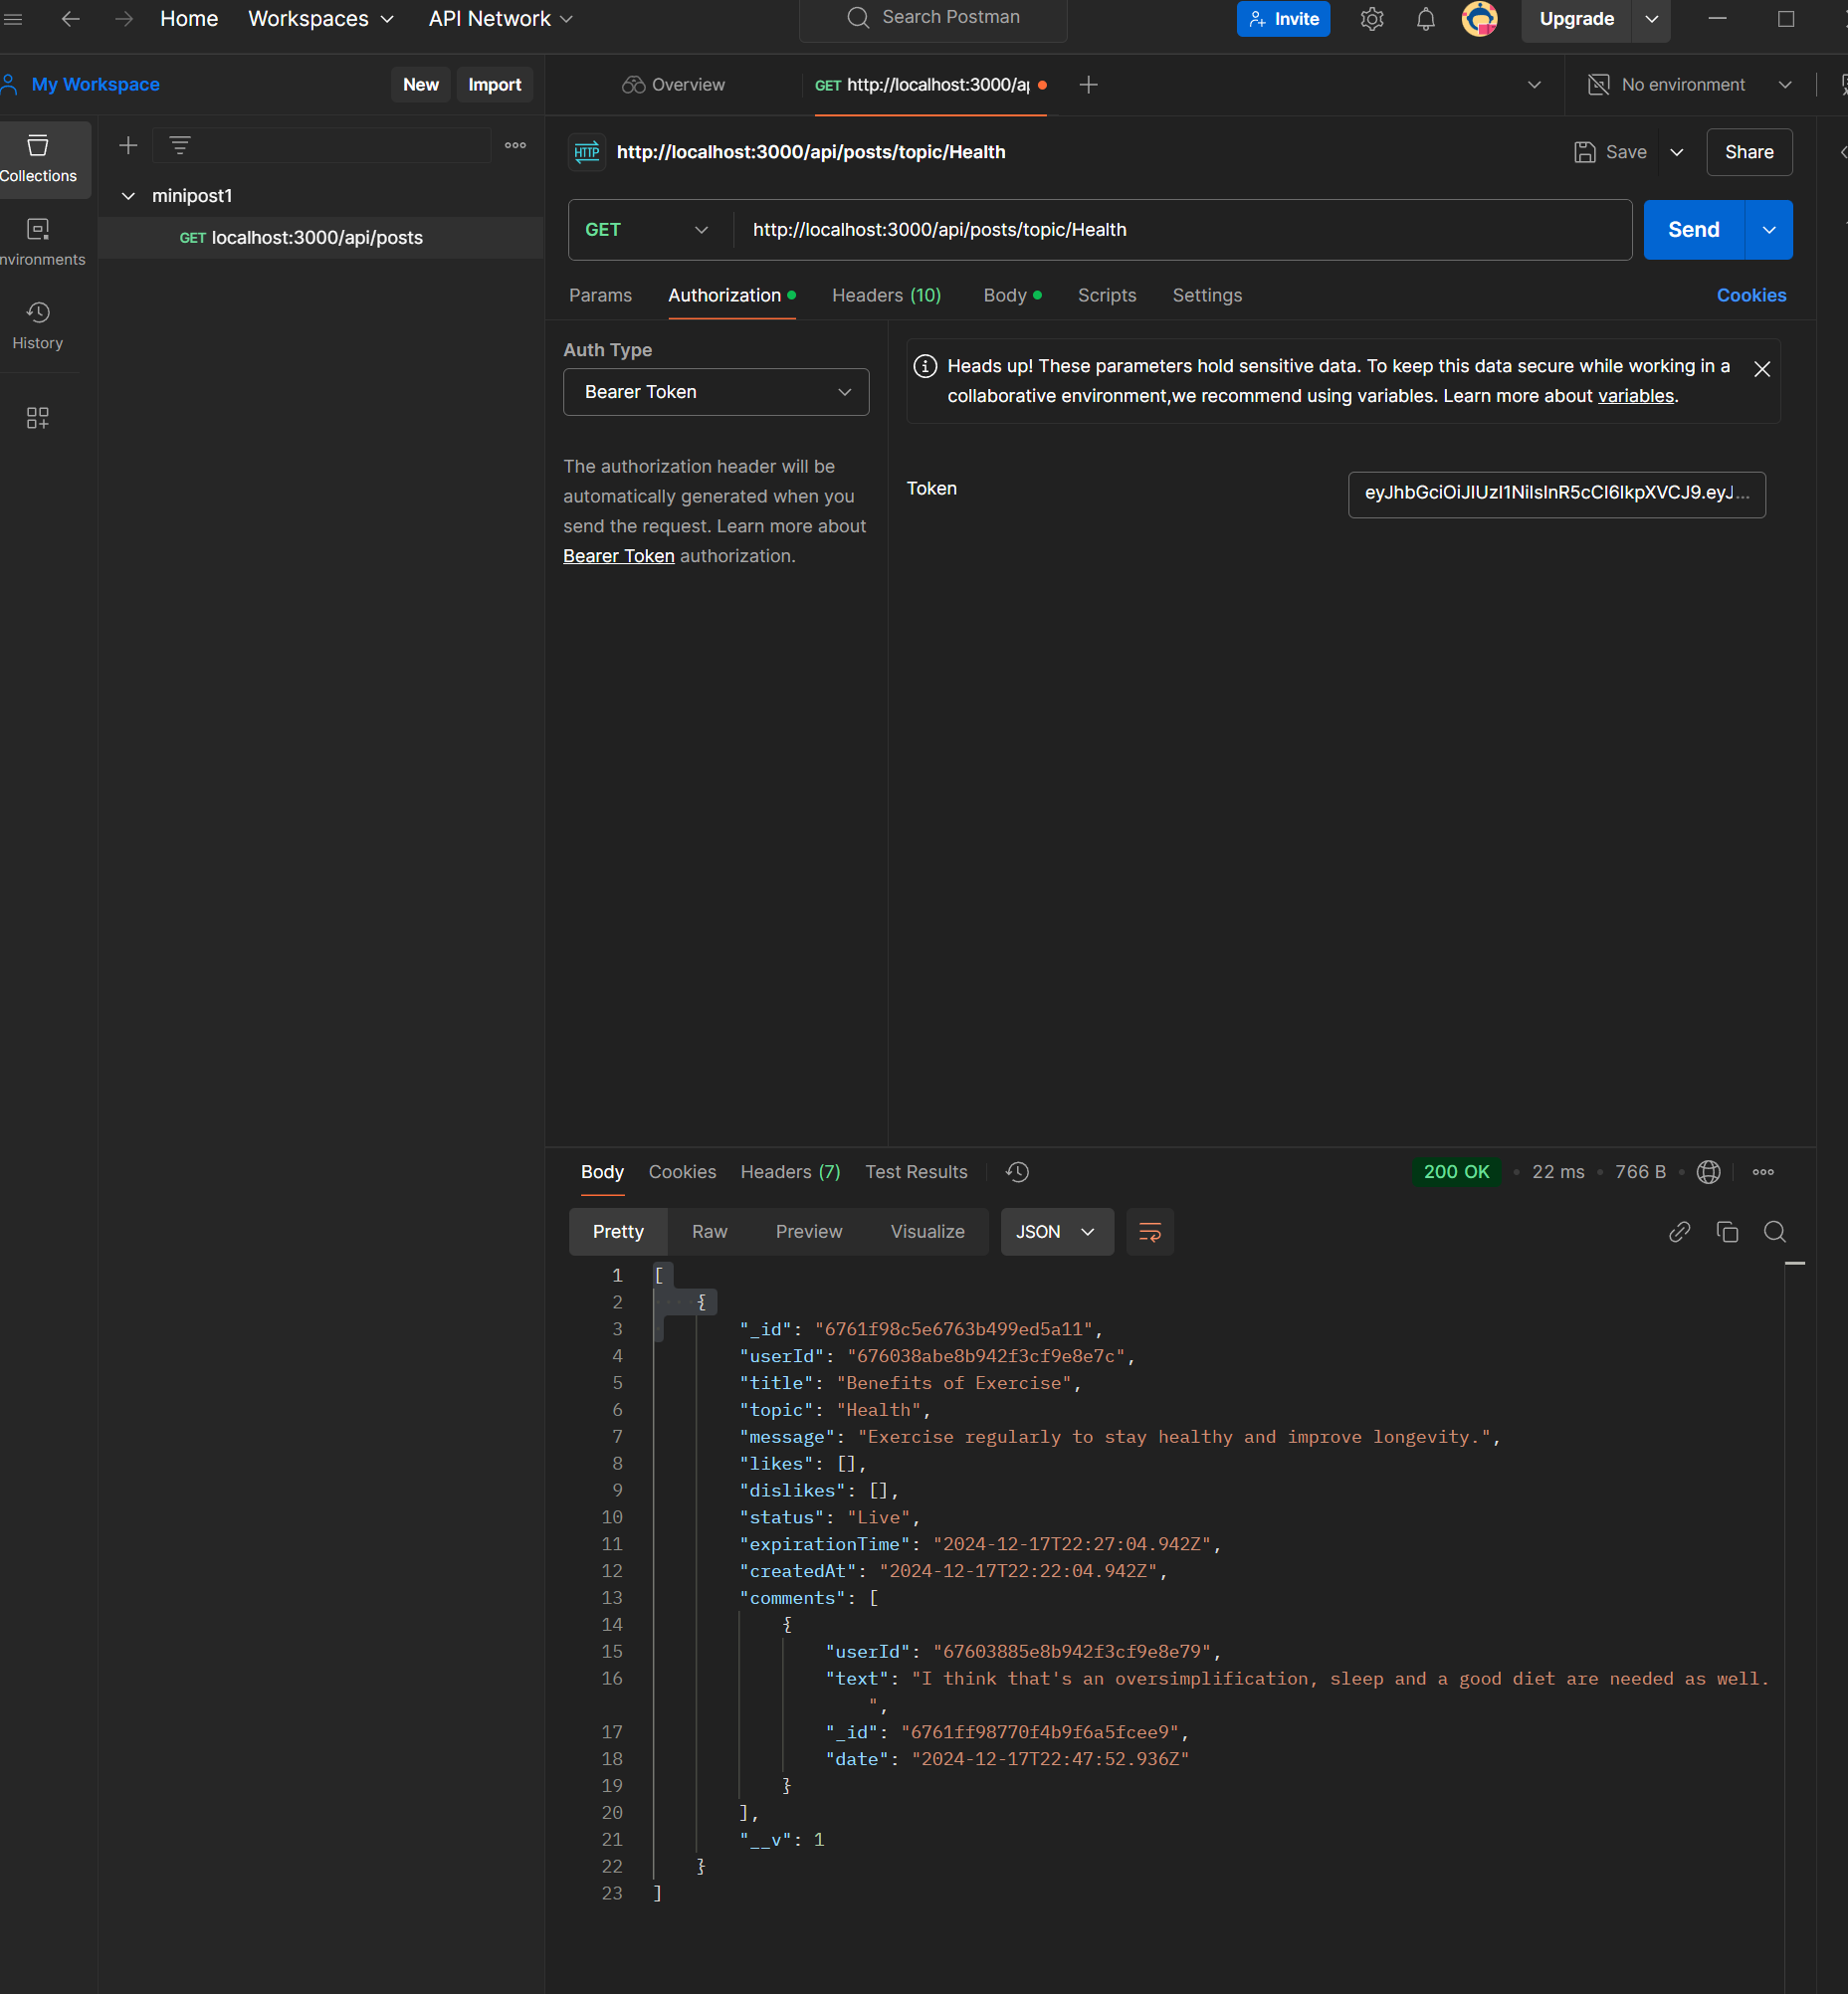 Home Workspaces API Network Search Postman Invite Upgrade
My Workspace New Import Overview GET http://localhost:3000/a No environment
Collections
minipost1
GET localhost:3000/api/posts
nvironments
History
HTTP http://localhost:3000/api/posts/topic/Health Save Share
GET http://localhost:3000/api/posts/topic/Health Send
Params Authorization Headers (10) Body Scripts Settings Cookies
Auth Type
Bearer Token
The authorization header will be
automatically generated when you
send the request. Learn more about
Bearer Token authorization.
Heads up! These parameters hold sensitive data. To keep this data secure while working in a
collaborative environment,we recommend using variables. Learn more about variables.
Token eyJhbGciOiJIUzI1NiIsInR5cCI6IkpXVCJ9.eyJ...
Body Cookies Headers (7) Test Results 200 OK 22 ms 766 B
Pretty Raw Preview Visualize JSON
1 [
2 {
3 "_id": "6761f98c5e6763b499ed5a11",
4 "userId": "676038abe8b942f3cf9e8e7c",
5 "title": "Benefits of Exercise",
6 "topic": "Health",
7 "message": "Exercise regularly to stay healthy and improve longevity.",
8 "likes": [],
9 "dislikes": [],
10 "status": "Live",
11 "expirationTime": "2024-12-17T22:27:04.942Z",
12 "createdAt": "2024-12-17T22:22:04.942Z",
13 "comments": [
14 {
15 "userId": "67603885e8b942f3cf9e8e79",
16 "text": "I think that's an oversimplification, sleep and a good diet are needed as well.
",
17 "_id": "6761ff98770f4b9f6a5fcee9",
18 "date": "2024-12-17T22:47:52.936Z"
19 }
20 ],
21 "__v": 1
22 }
23 ]